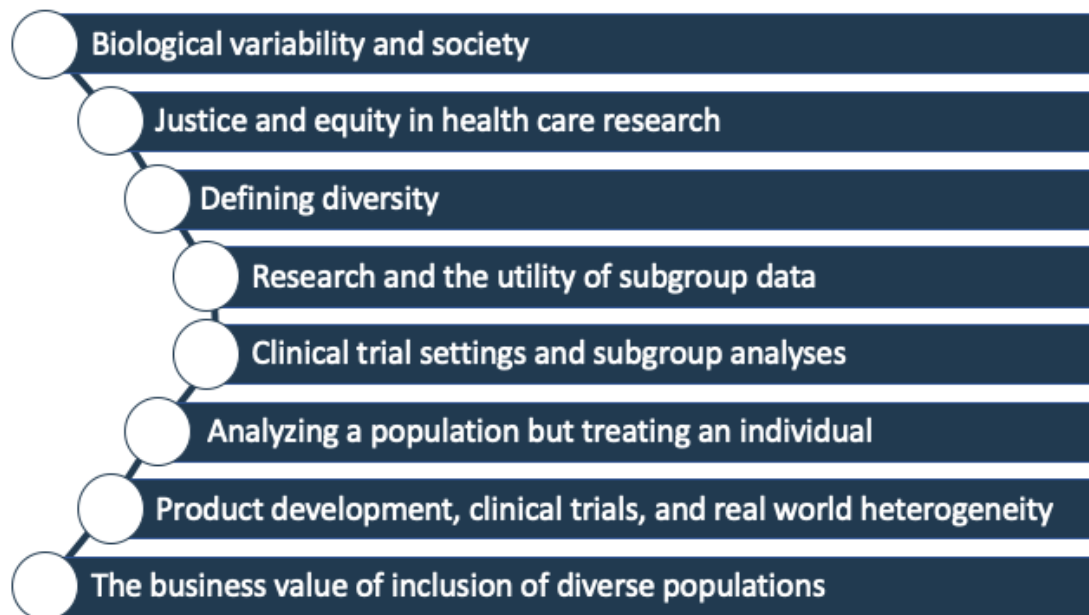 Biological variability and society
Justice and equity in health care research
Defining diversity
Research and the utility of subgroup data
Clinical trial settings and subgroup analyses
Analyzing a population but treating an individual
Product development, clinical trials, and real world heterogeneity
The business value of inclusion of diverse populations